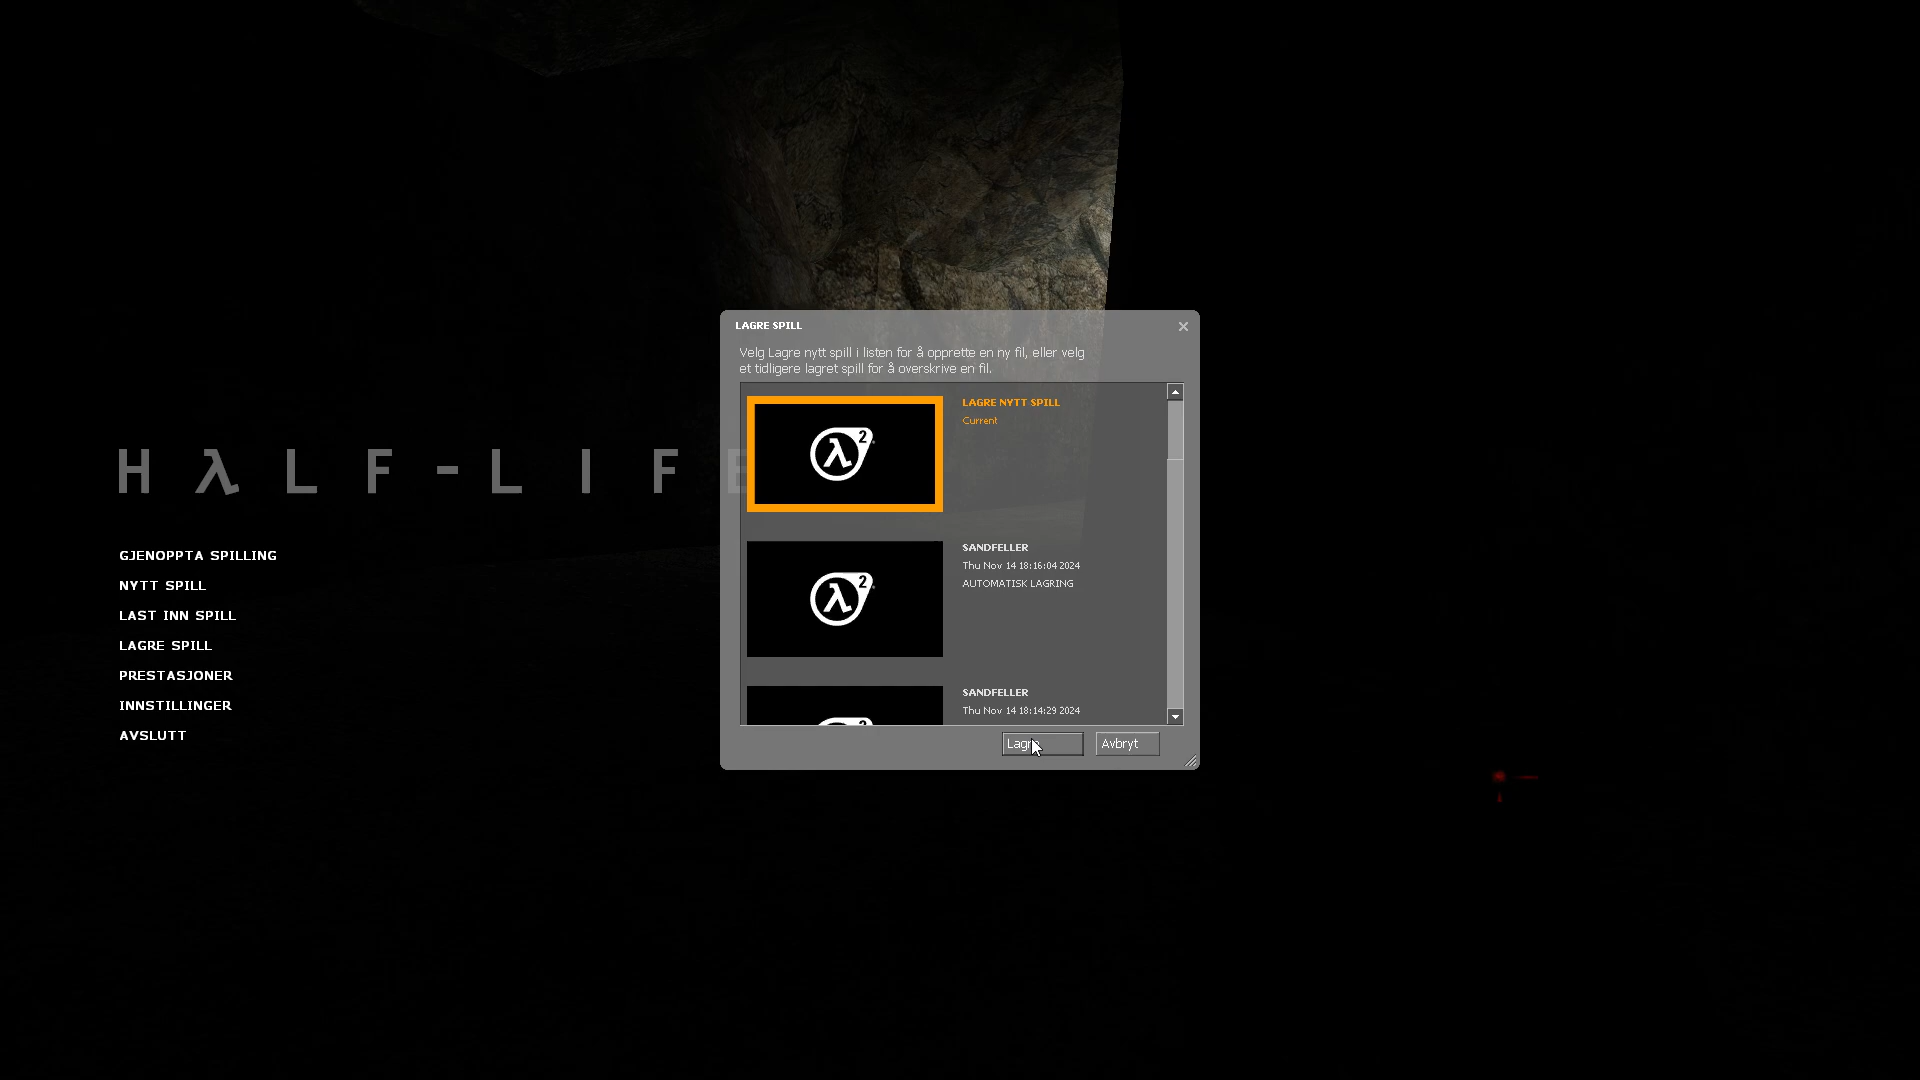 HλLF-LIFE
GJENOPPTA SPILLING
NYTT SPILL
LAST INN SPILL
LAGRE SPILL
PRESTASJONER
INNSTILLINGER
AVSLUTT
LAGRE SPILL
Velg Lagre nytt spill i listen for å opprette en ny fil, eller velg
et tidligere lagret spill for å overskrive en fil.
LAGRE NYTT SPILL
Current
SANDFELLER
Thu Nov 14 18:16:04 2024
AUTOMATISK LAGRING
SANDFELLER
Thu Nov 14 18:14:29 2024
Lagre
Avbryt